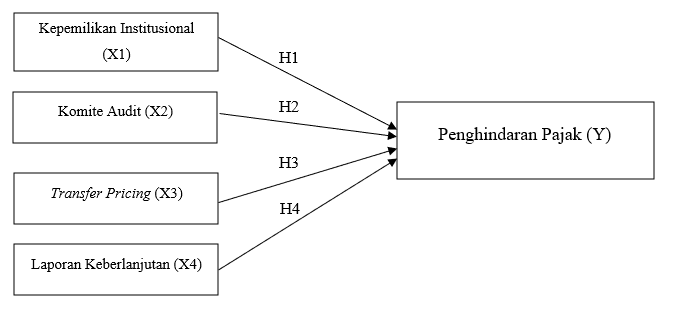 Kepemilikan Institusional
(X1)
H1
Komite Audit (X2)
H2
Penghindaran Pajak (Y)
Transfer Pricing (X3)
H3
H4
Laporan Keberlanjutan (X4)